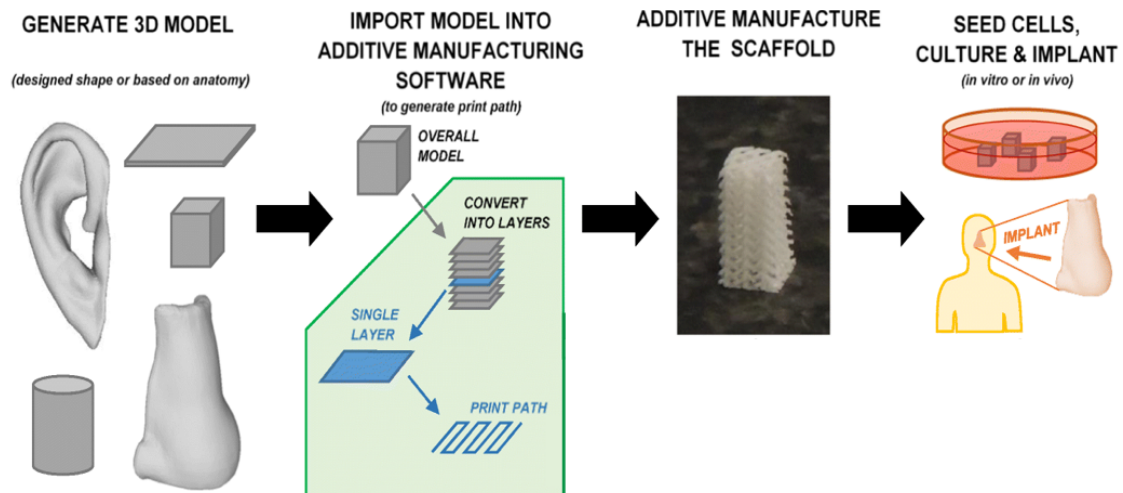 GENERATE 3D MODEL
(designed shape or based on anatomy)
IMPORT MODEL INTO
ADDITIVE MANUFACTURING
SOFTWARE
(to generate print path)
OVERALL
MODEL
CONVERT
INTO LAYERS
SINGLE
LAYER
PRINT PATH
ADDITIVE MANUFACTURE
THE SCAFFOLD
SEED CELLS,
CULTURE & IMPLANT
(in vitro or in vivo)
IMPLANT